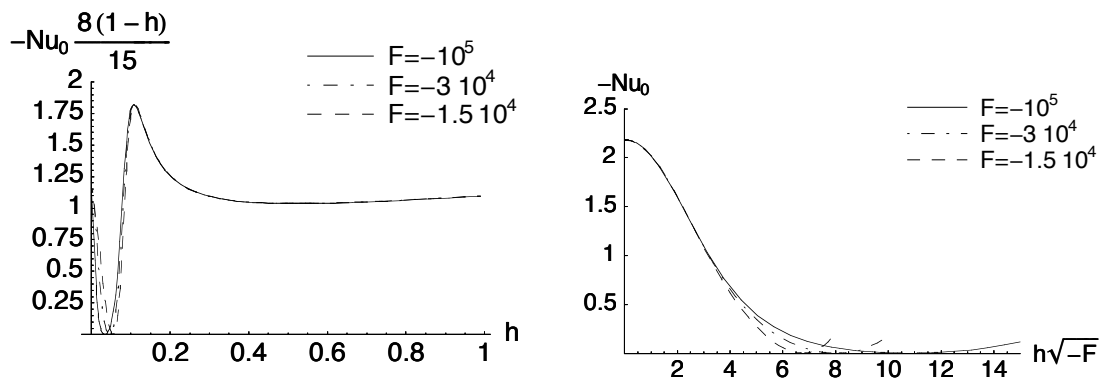 −Nu₀ 8(1−h)/15
F=−10⁵
F=−3 10⁴
F=−1.5 10⁴
2
1.75
1.5
1.25
1
0.75
0.5
0.25
0.2 0.4 0.6 0.8 1 h
−Nu₀
F=−10⁵
F=−3 10⁴
F=−1.5 10⁴
2.5
2
1.5
1
0.5
2 4 6 8 10 12 14 h√−F